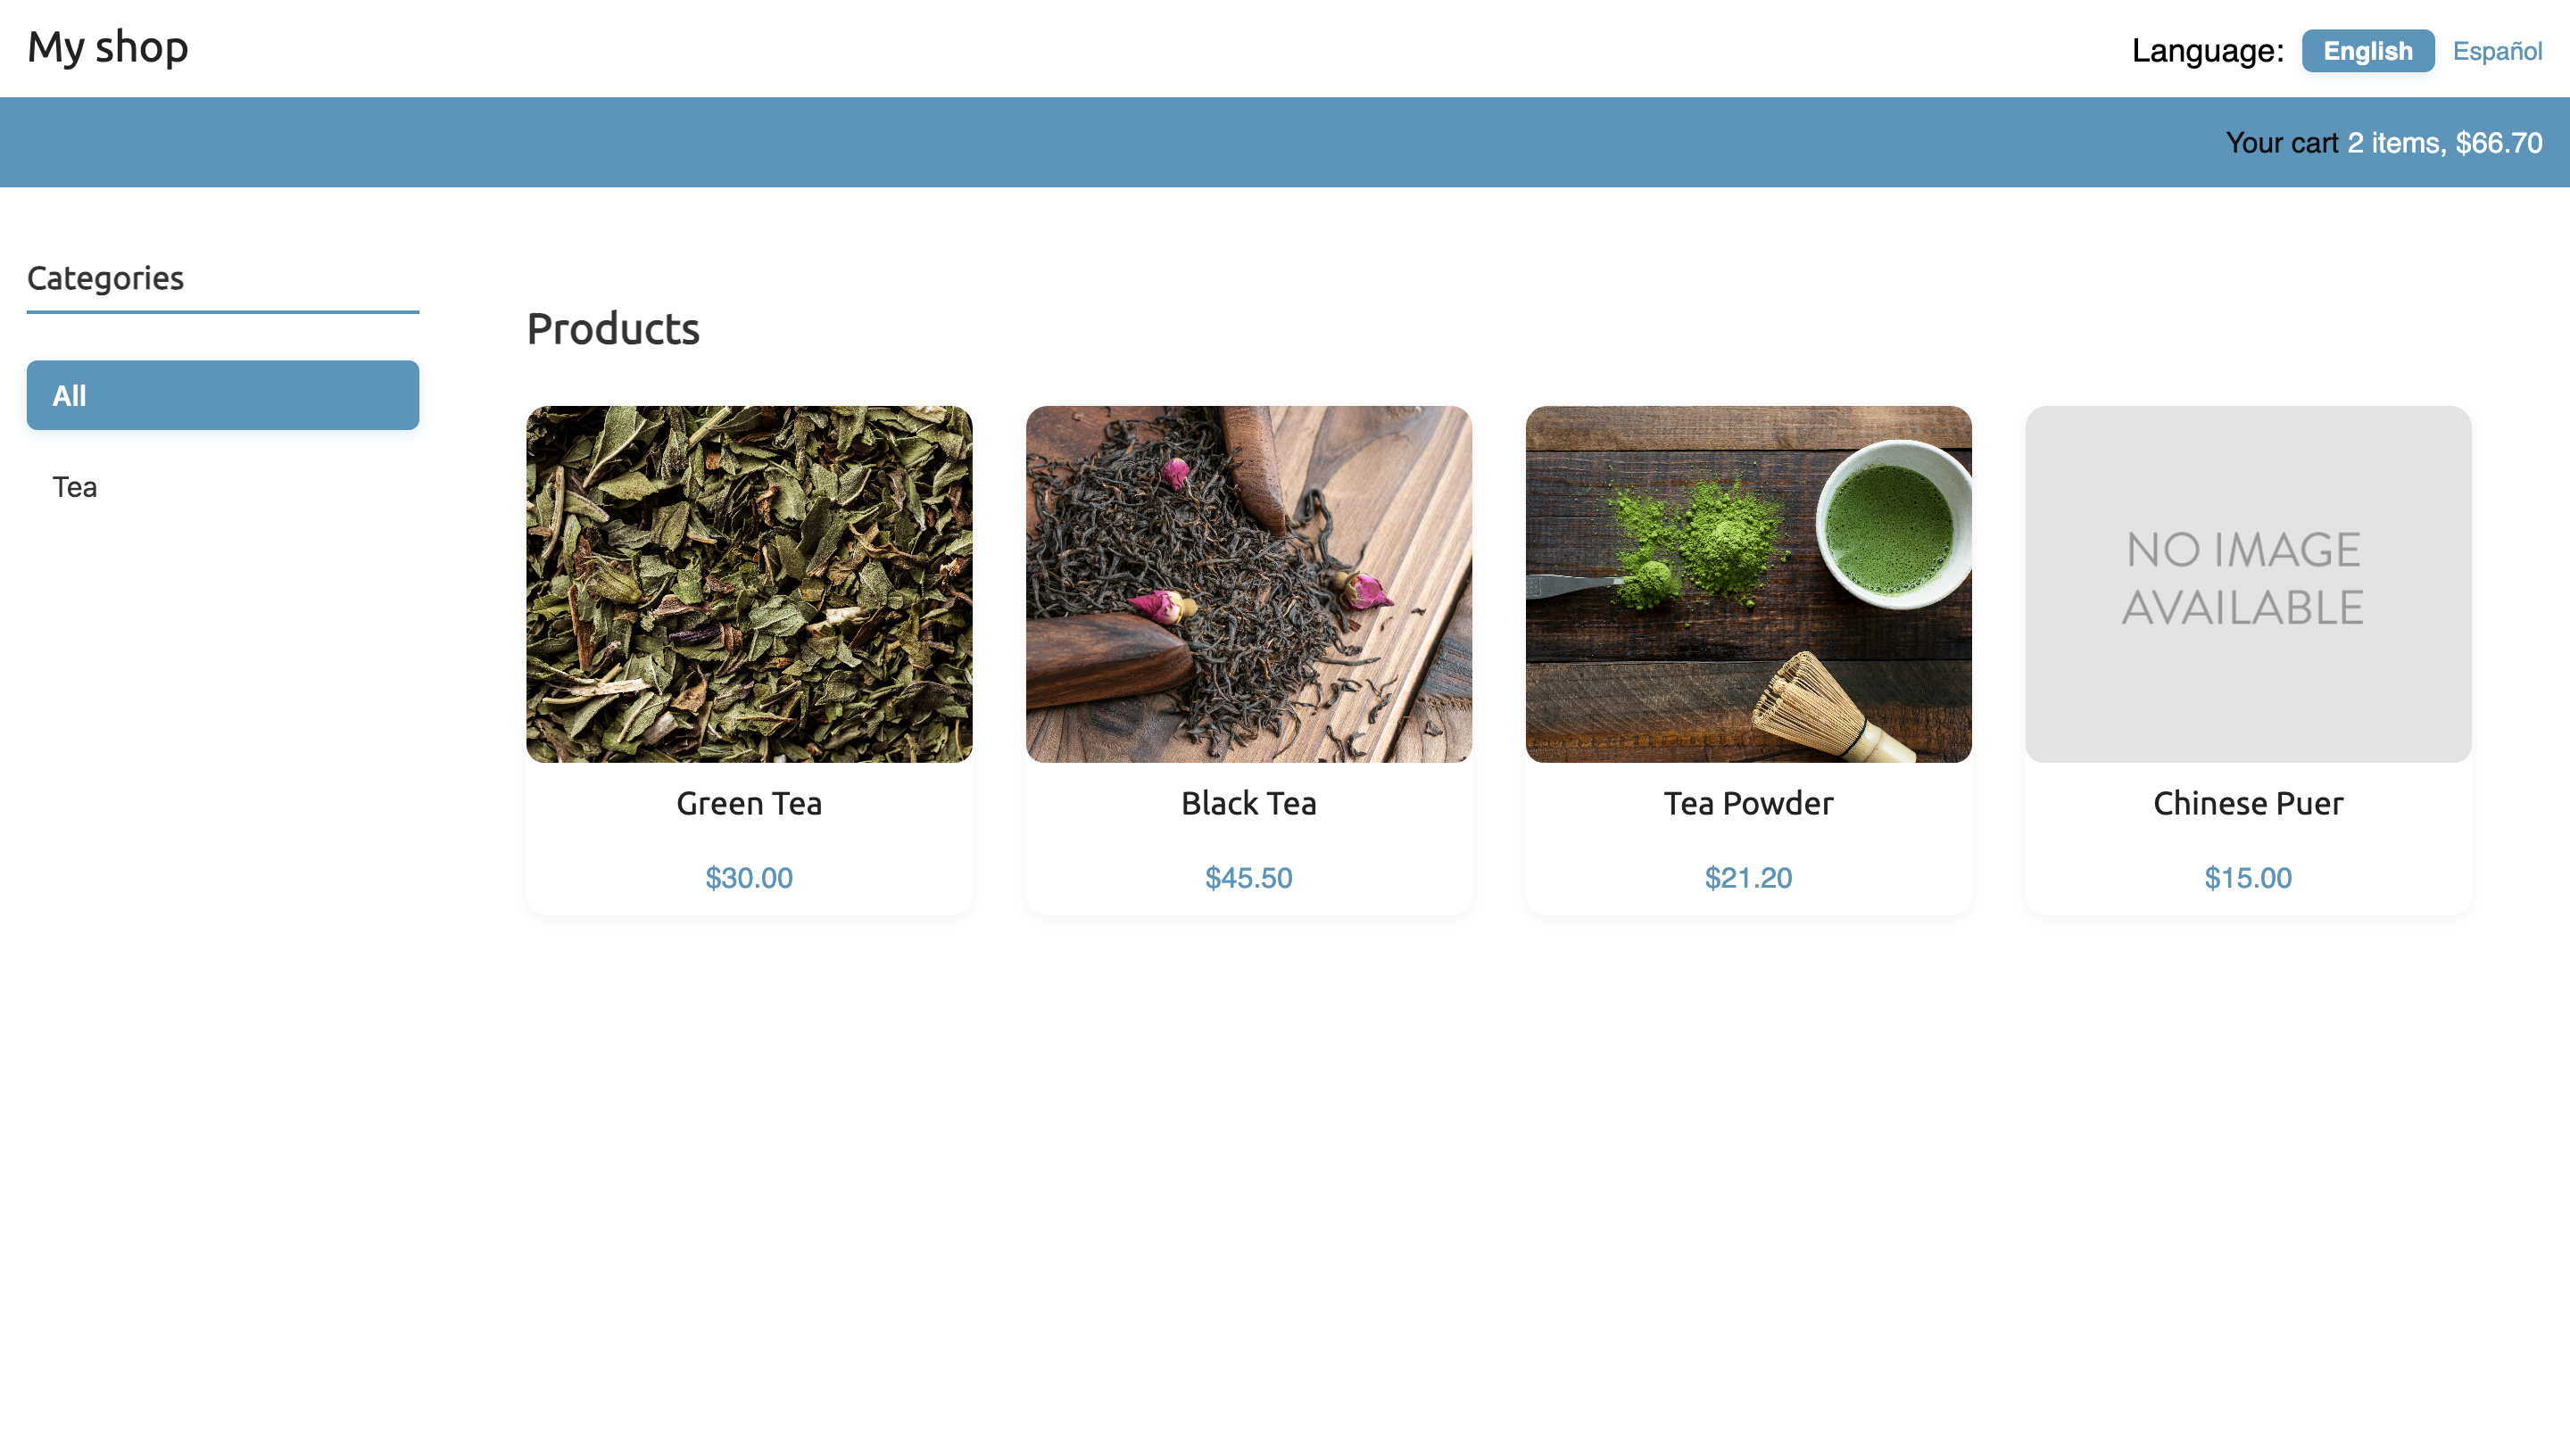 My shop
Language: English Español
Your cart 2 items, $66.70
Categories
All
Tea
Products
NO IMAGE
AVAILABLE
Green Tea
$30.00
Black Tea
$45.50
Tea Powder
$21.20
Chinese Puer
$15.00